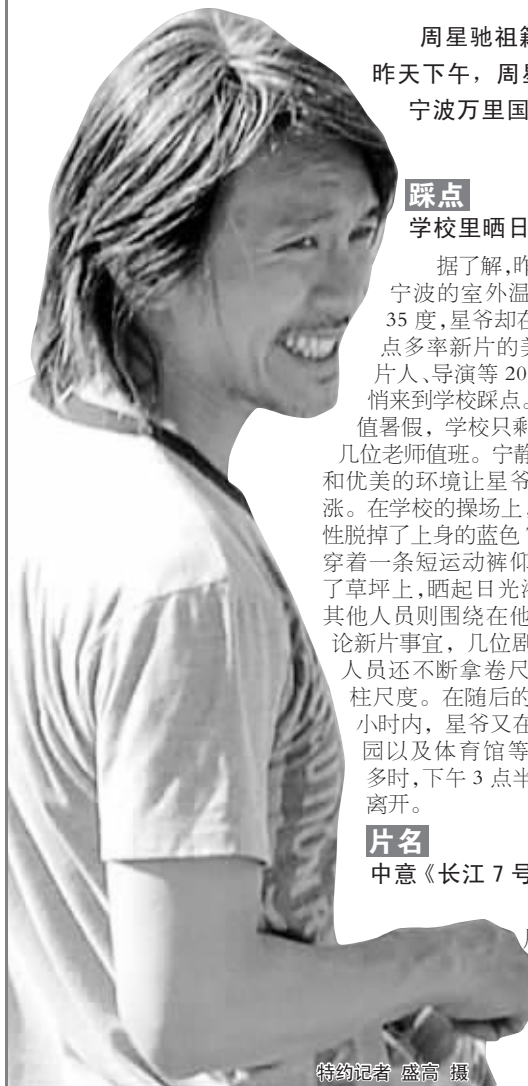 周星驰祖籍
昨天下午，周星
宁波万里国
踩点
学校里晒日
据了解,昨
宁波的室外温
35 度,星爷却在
点多率新片的美
片人、导演等 20
悄来到学校踩点。
值暑假，学校只剩
几位老师值班。宁静
和优美的环境让星爷
涨。在学校的操场上，
性脱掉了上身的蓝色
穿着一条短运动裤仰
了草坪上,晒起日光浴
其他人员则围绕在他
论新片事宜，几位剧
人员还不断拿卷尺
柱尺度。在随后的
小时内，星爷又在
园以及体育馆等
多时,下午 3 点半
离开。
片名
中意《长江 7 号
特约记者 盛高 摄